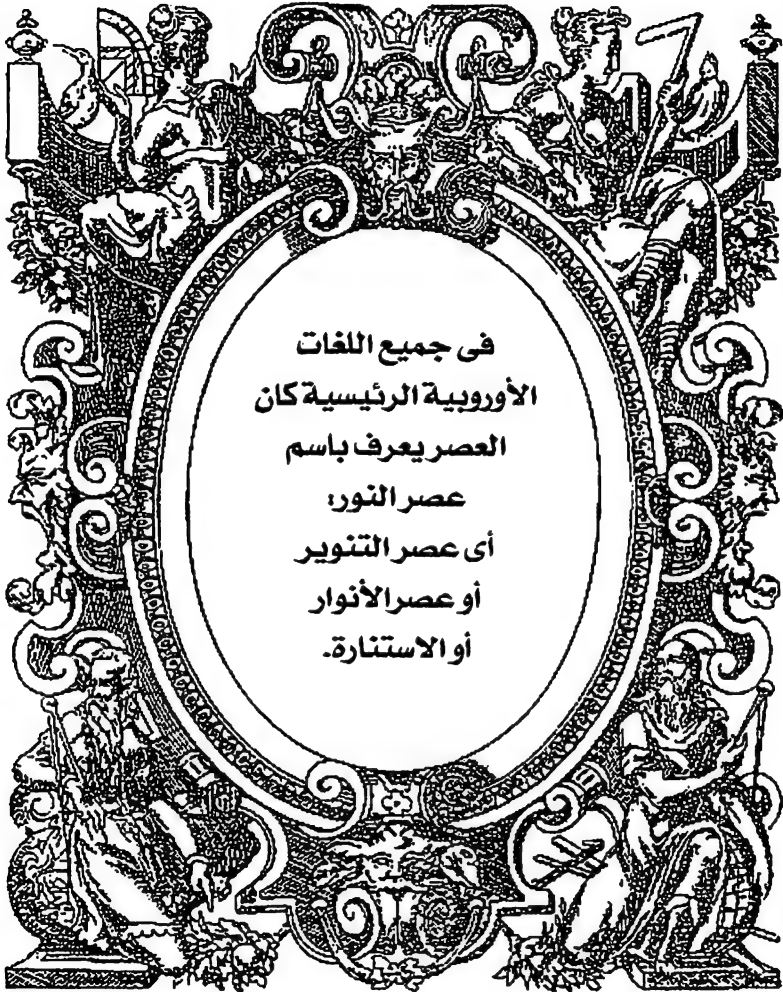 فى جميع اللغات
الأوروبية الرئيسية كان
العصر يعرف باسم
عصر النور؛
أى عصر التنوير
أو عصر الأنوار
أو الاستنارة.